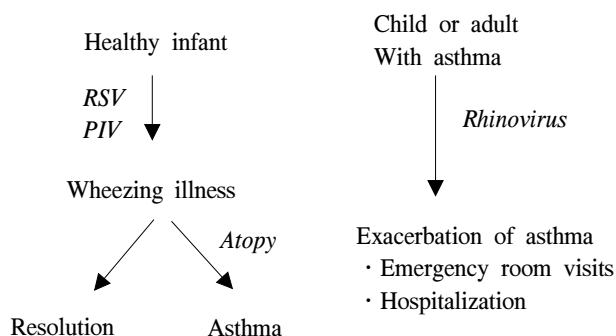 Healthy infant
RSV
PIV
Wheezing illness
Atopy
Resolution
Asthma
Child or adult
With asthma
Rhinovirus
Exacerbation of asthma
· Emergency room visits
· Hospitalization